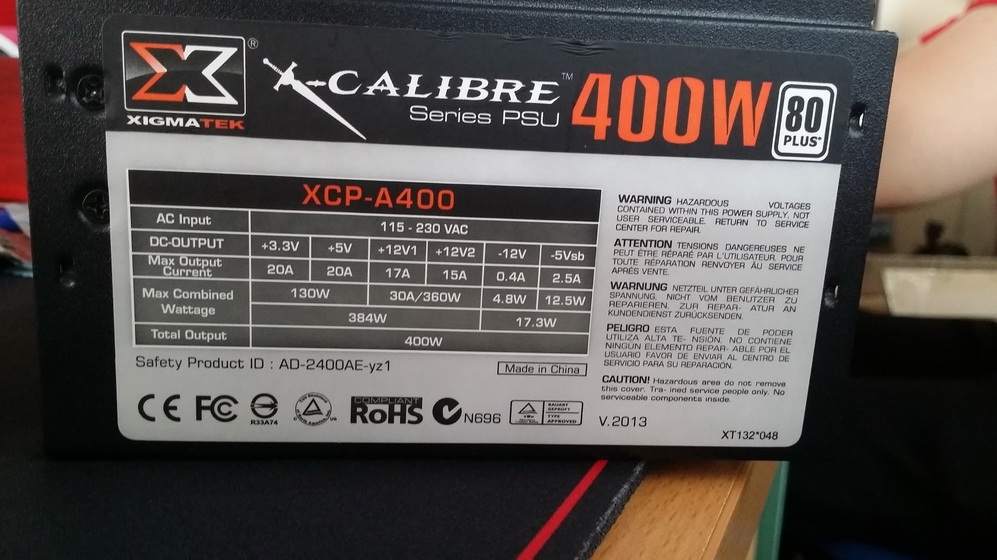 XIGMATEK ®
X-CALIBRE™
Series PSU
400W
80
PLUS
XCP-A400
AC Input 115 - 230 VAC
DC-OUTPUT +3.3V +5V +12V1 +12V2 -12V -5Vsb
Max Output Current 20A 20A 17A 15A 0.4A 2.5A
Max Combined Wattage 130W 30A/360W 4.8W 12.5W
384W 17.3W
Total Output 400W
Safety Product ID : AD-2400AE-yz1
Made in China
WARNING HAZARDOUS VOLTAGES
CONTAINED WITHIN THIS POWER SUPPLY, NOT
USER SERVICEABLE. RETURN TO SERVICE
CENTER FOR REPAIR.
ATTENTION TENSIONS DANGEREUSES NE
PEUT ÊTRE RÉPARÉ PAR L'UTILISATEUR. POUR
TOUTE RÉPARATION RENVOYER AU SERVICE
APRÈS VENTE.
WARNUNG NETZTEIL UNTER GEFÄHRLICHER
SPANNUNG. NICHT VOM BENUTZER ZU
REPARIEREN. ZUR REPAR- ATUR AN
KUNDENDIENST ZURÜCKSENDEN.
PELIGRO ESTA FUENTE DE PODER
UTILIZA ALTA TE- NSIÓN. NO CONTIENE
NINGUN ELEMENTO REPAR- ABLE POR EL
USUARIO FAVOR DE ENVIAR AL CENTRO DE
SERVICIO PARA SU REPARACIÓN.
CAUTION! Hazardous area do not remove
this cover. Tra- ined service people only. No
serviceable components inside.
CE FC R33A74 COMPLIANT RoHS N696 BAUART GEPRÜFT TYPE APPROVED V.2013
XT132*048